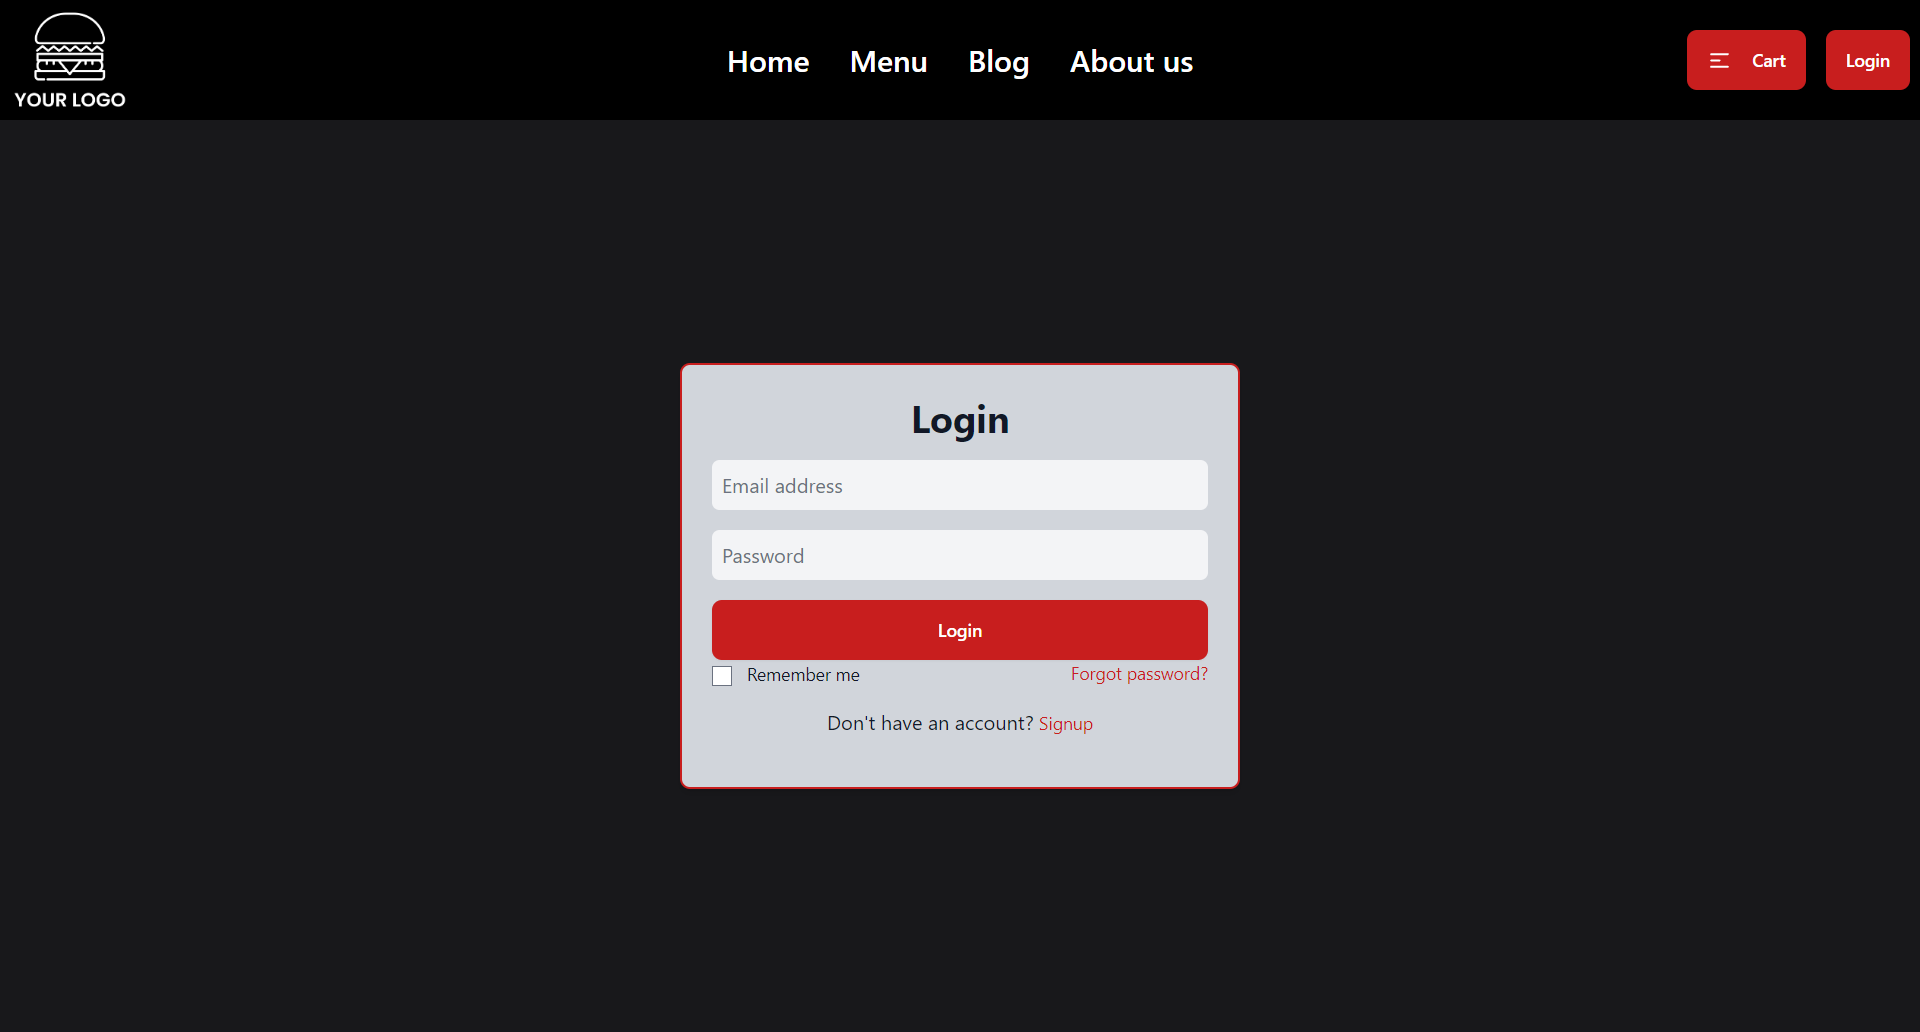 YOUR LOGO
Home Menu Blog About us
Cart Login
Login
Email address
Password
Login
Remember me Forgot password?
Don't have an account? Signup